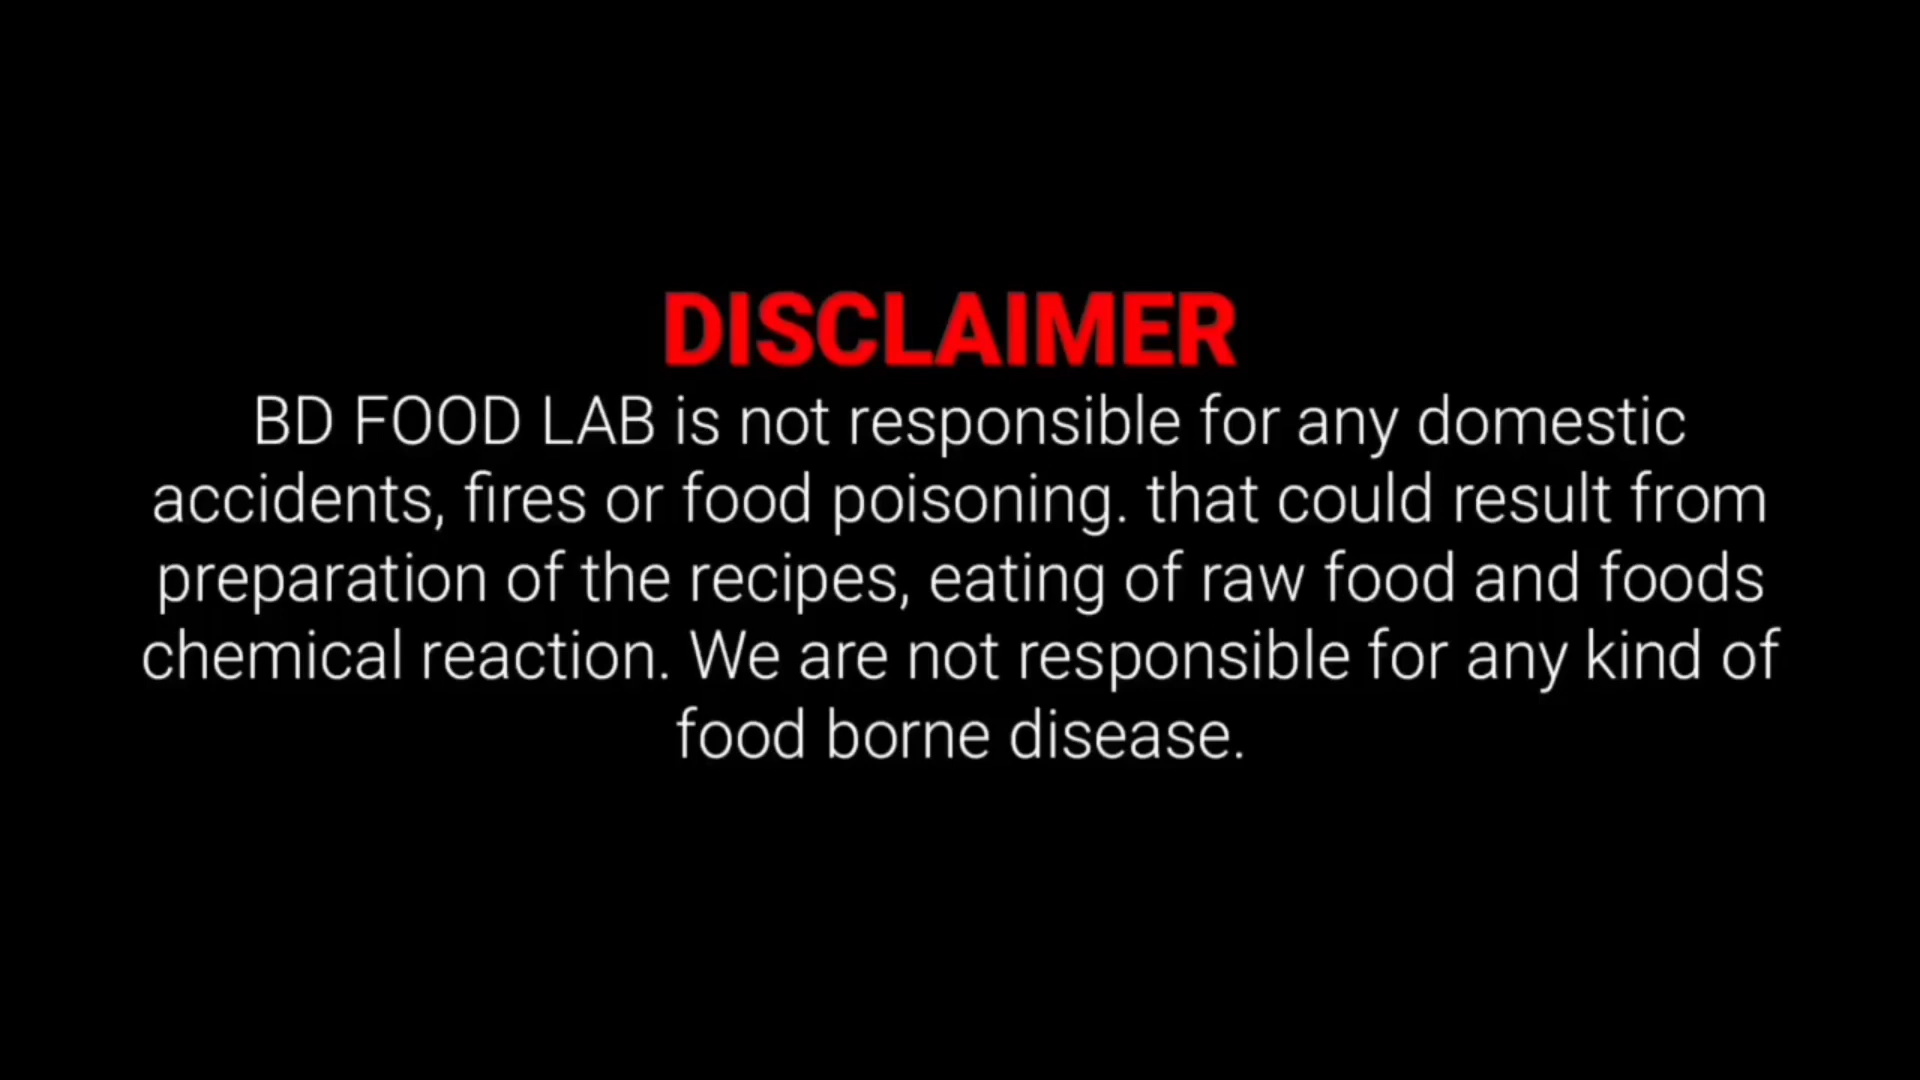 DISCLAIMER
BD FOOD LAB is not responsible for any domestic
accidents, fires or food poisoning. that could result from
preparation of the recipes, eating of raw food and foods
chemical reaction. We are not responsible for any kind of
food borne disease.